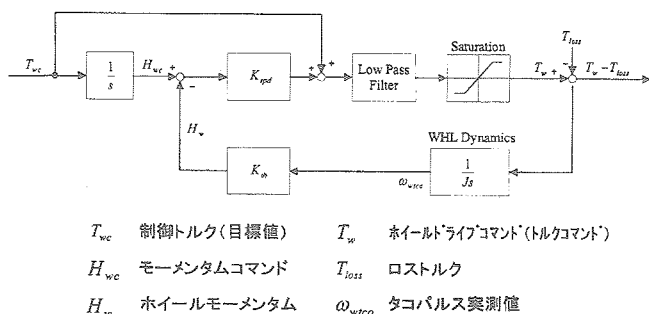 Saturation
T_loss
T_wc
1/s
H_wc
+
-
K_spd
+
+
Low Pass
Filter
T_w
+
-
T_w - T_loss
H_w
WHL Dynamics
K_th
ω_wtco
1/Js
T_wc 制御トルク(目標値)
T_w ホイールドライブコマンド(トルクコマンド)
H_wc モーメンタムコマンド
T_loss ロストルク
H_w ホイールモーメンタム
ω_wtco タコパルス実測値